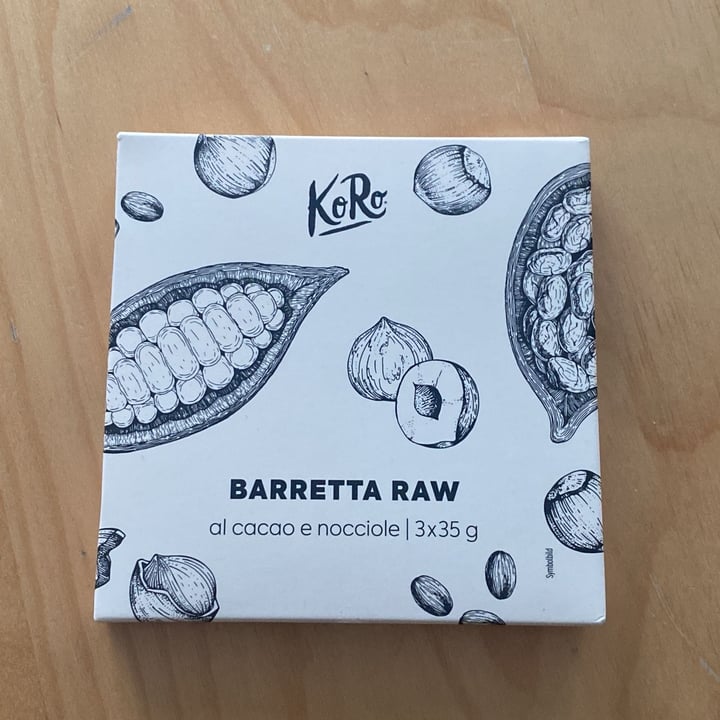 KoRo
BARRETTA RAW
al cacao e nocciole | 3x35 g
Symbolbild